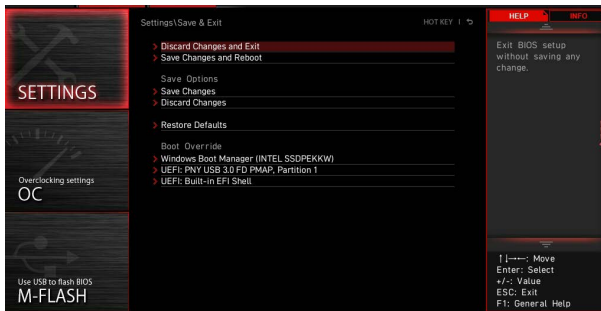 Settings\Save & Exit
HOT KEY
HELP
INFO
Discard Changes and Exit
Save Changes and Reboot
Save Options
Save Changes
Discard Changes
Restore Defaults
Boot Override
Windows Boot Manager (INTEL SSDPEKKW)
UEFI: PNY USB 3.0 FD PMAP, Partition 1
UEFI: Built-in EFI Shell
SETTINGS
Overclocking settings
OC
Use USB to flash BIOS
M-FLASH
Exit BIOS setup
without saving any
change.
↑↓→←: Move
Enter: Select
+/-: Value
ESC: Exit
F1: General Help